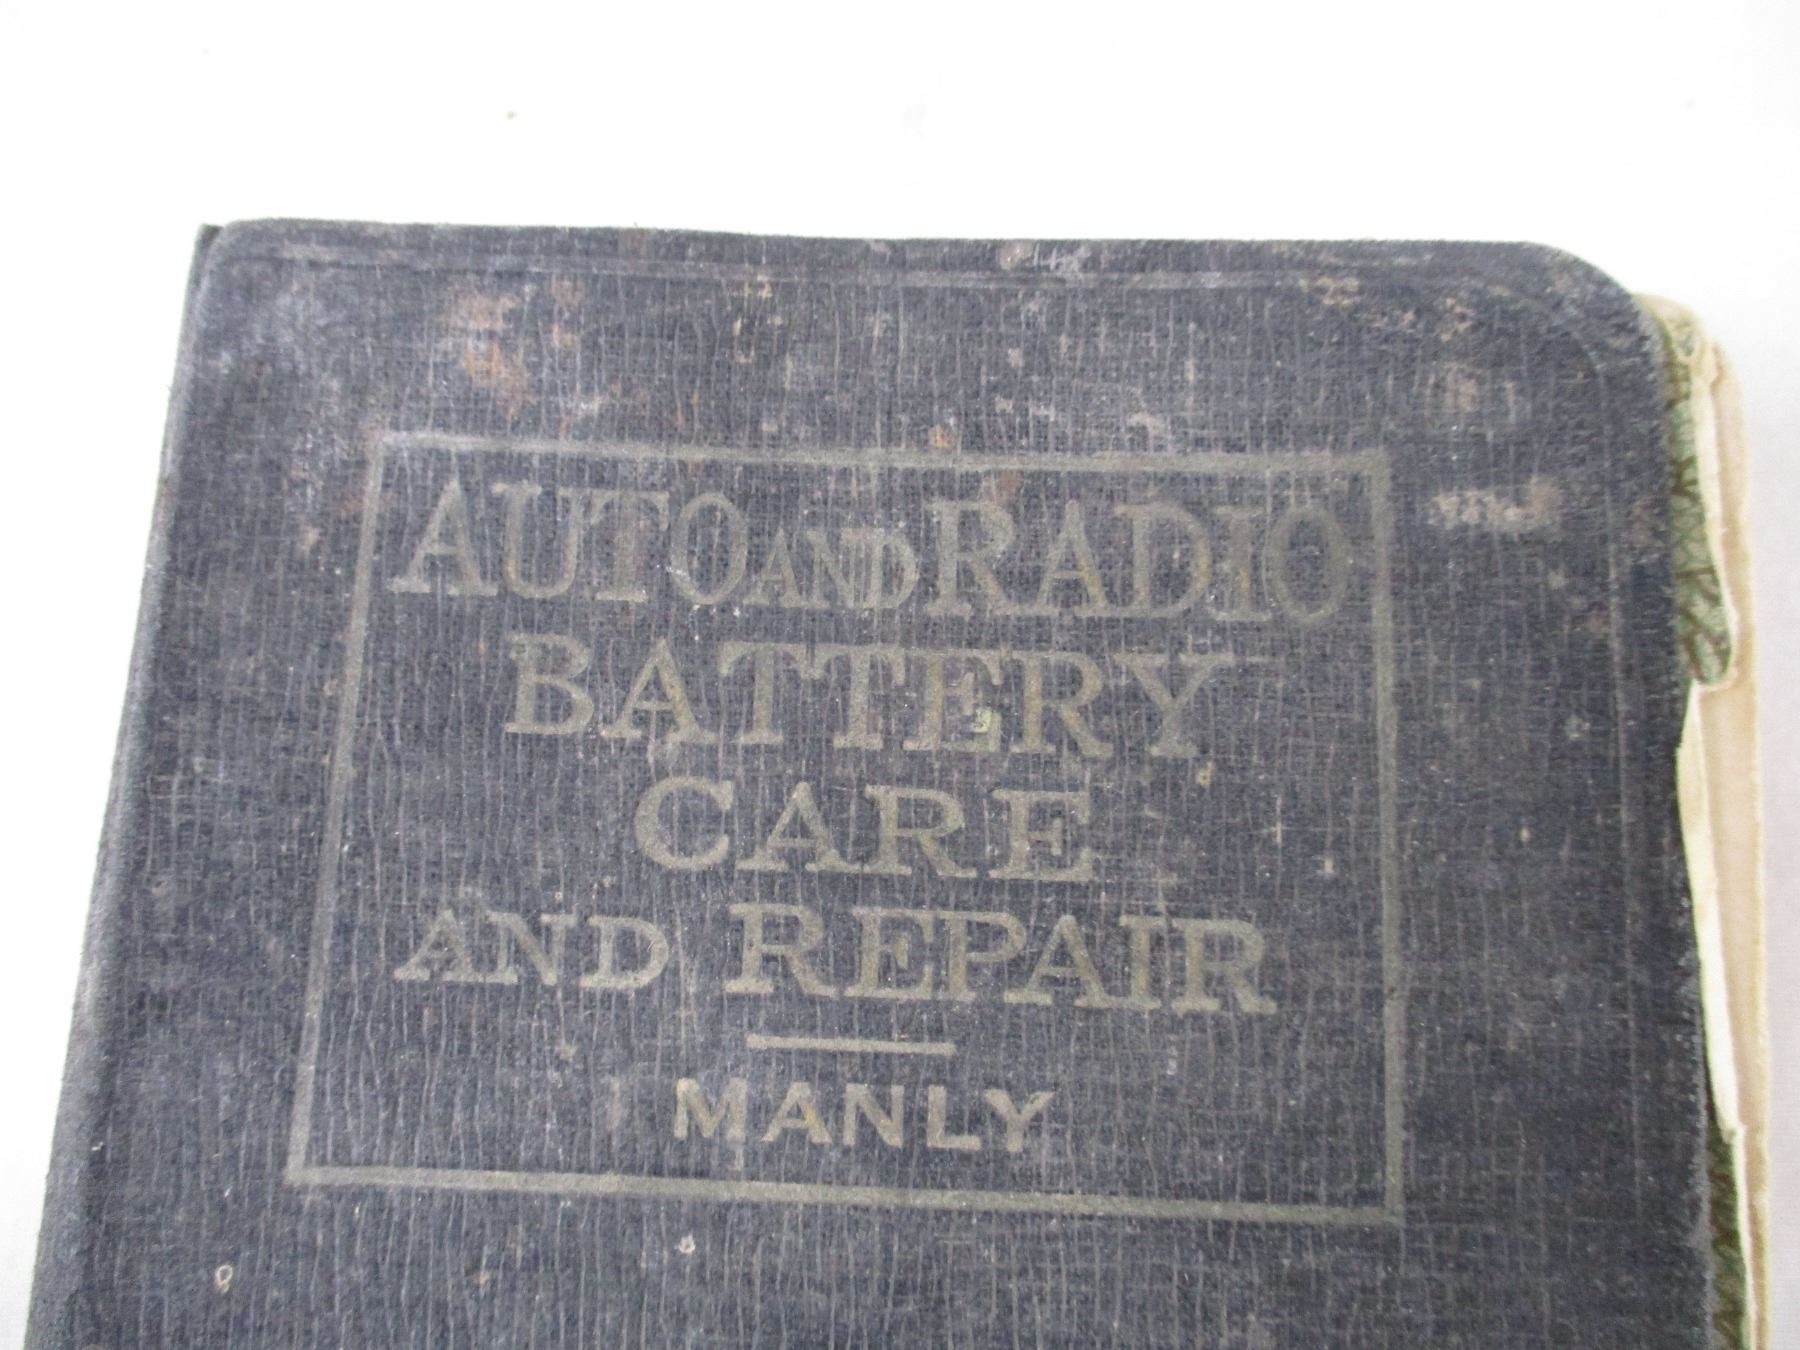 AUTO AND RADIO
BATTERY
CARE
AND REPAIR
MANLY